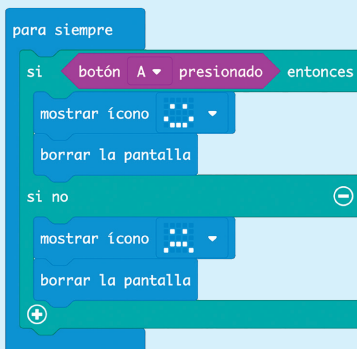 para siempre
si botón A presionado entonces
mostrar ícono
borrar la pantalla
si no
mostrar ícono
borrar la pantalla